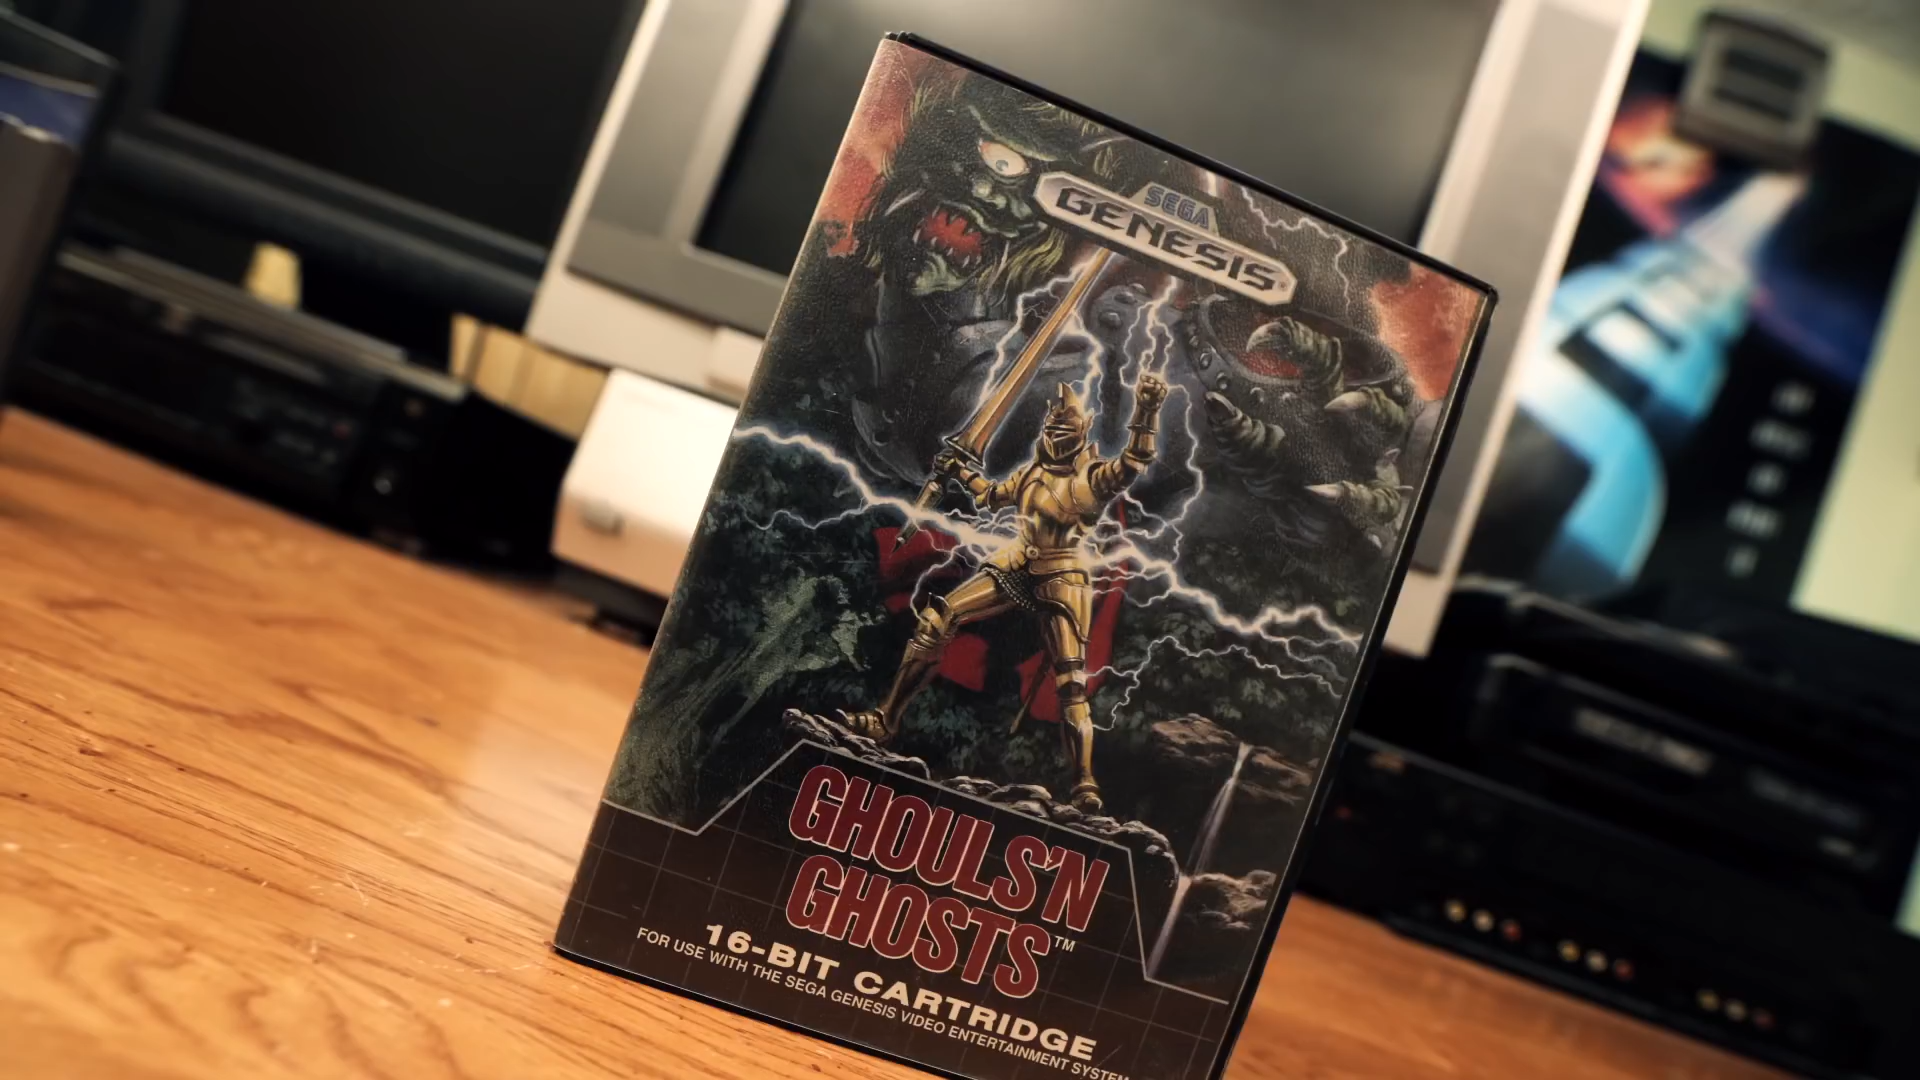 SEGA
GENESIS
GHOULS'N
GHOSTS™
16-BIT CARTRIDGE
FOR USE WITH THE SEGA GENESIS VIDEO ENTERTAINMENT SYSTEM